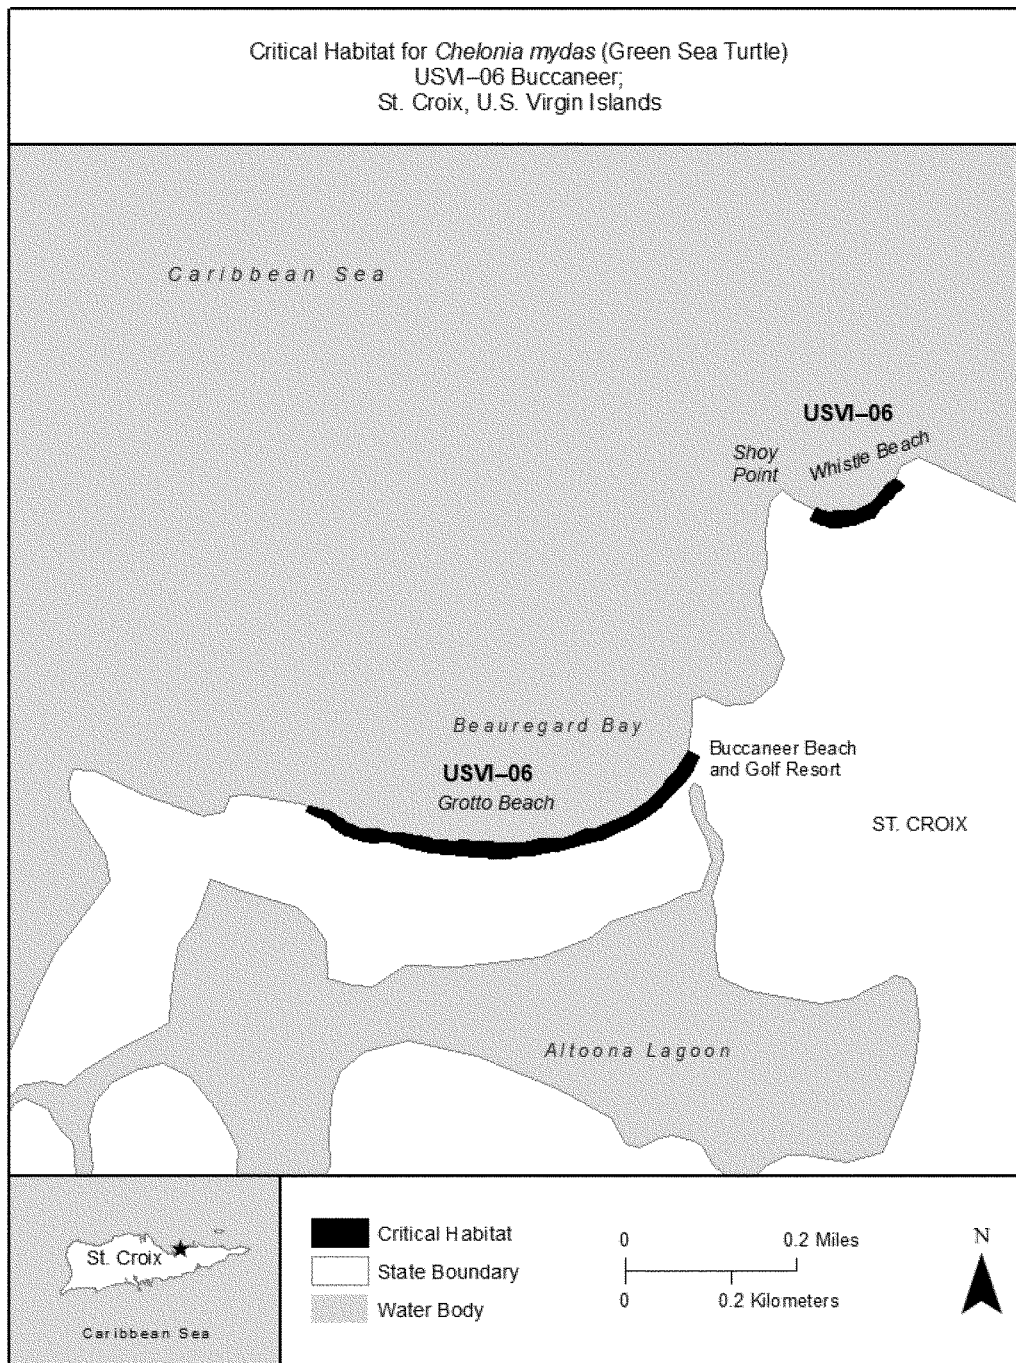 Critical Habitat for Chelonia mydas (Green Sea Turtle)
USVI–06 Buccaneer;
St. Croix, U.S. Virgin Islands
Caribbean Sea
USVI–06
Shoy
Point
Whistle Beach
Beauregard Bay
USVI–06
Grotto Beach
Buccaneer Beach
and Golf Resort
ST. CROIX
Altoona Lagoon
St. Croix
Caribbean Sea
Critical Habitat
State Boundary
Water Body
0 0.2 Miles
0 0.2 Kilometers
N